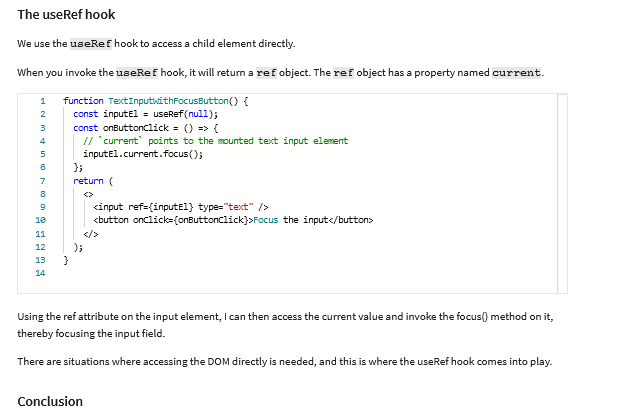 The useRef hook
We use the useRef hook to access a child element directly.
When you invoke the useRef hook, it will return a ref object. The ref object has a property named current.
1 function TextInputWithFocusButton() {
2 const inputEl = useRef(null);
3 const onButtonClick = () => {
4 // `current` points to the mounted text input element
5 inputEl.current.focus();
6 };
7 return (
8 <>
9 <input ref={inputEl} type="text" />
10 <button onClick={onButtonClick}>Focus the input</button>
11 </>
12 );
13 }
14
Using the ref attribute on the input element, I can then access the current value and invoke the focus() method on it,
thereby focusing the input field.
There are situations where accessing the DOM directly is needed, and this is where the useRef hook comes into play.
Conclusion